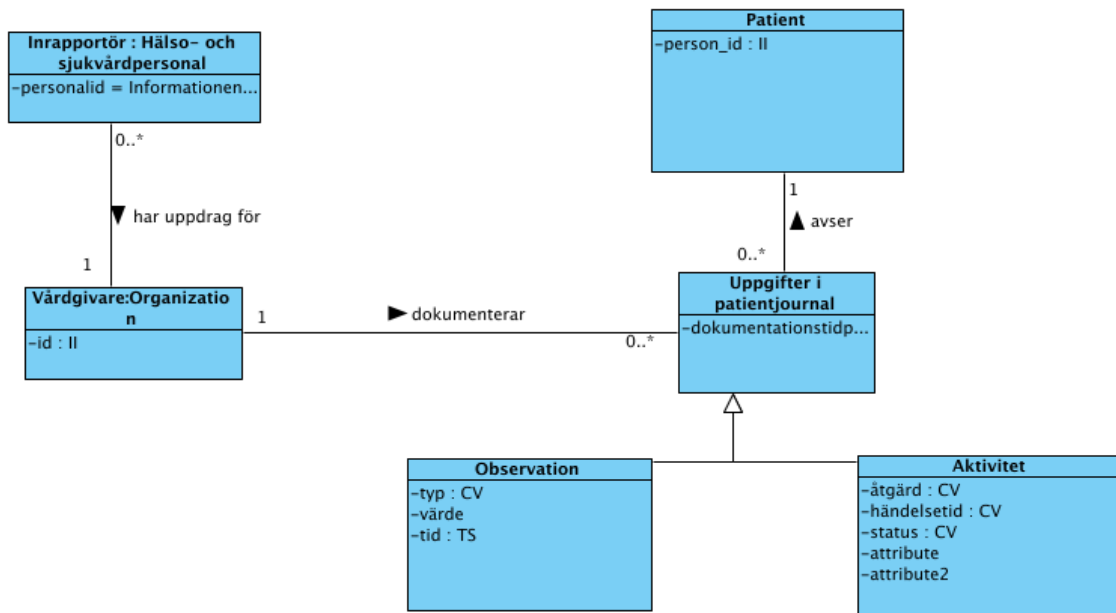 Patient
-person_id : II
Inrapportör : Hälso- och
sjukvårdpersonal
-personalid = Informationen...
0..*
har uppdrag för
1
Vårdgivare:Organizatio
n
-id : II
1
dokumenterar
0..*
1
avser
0..*
Uppgifter i
patientjournal
-dokumentationstidp...
Observation
-typ : CV
-värde
-tid : TS
Aktivitet
-åtgärd : CV
-händelsetid : CV
-status : CV
-attribute
-attribute2